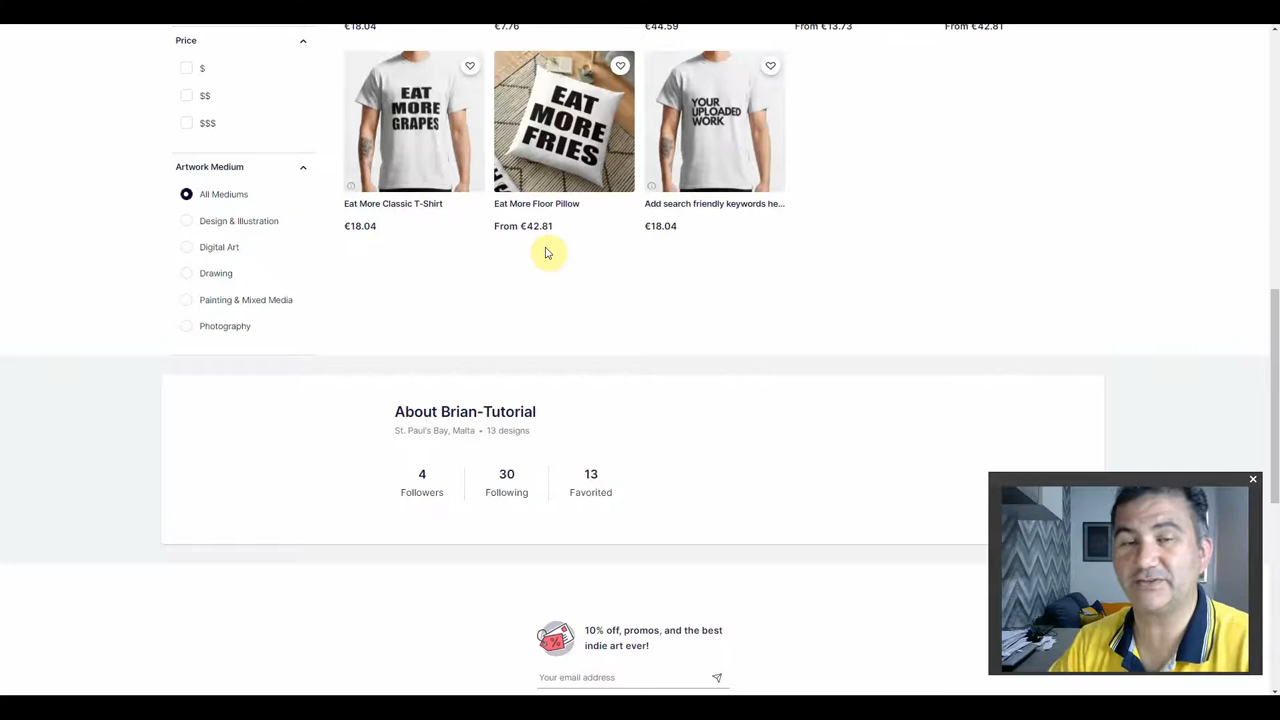 Price
€18.04
€7.76
€44.59
From €13.73
From €42.81
$
$$
$$$
EAT
MORE
GRAPES
EAT
MORE
FRIES
YOUR
UPLOADED
WORK
Artwork Medium
All Mediums
Design & Illustration
Digital Art
Drawing
Painting & Mixed Media
Photography
Eat More Classic T-Shirt
€18.04
Eat More Floor Pillow
From €42.81
Add search friendly keywords he...
€18.04
About Brian-Tutorial
St. Paul's Bay, Malta • 13 designs
4
Followers
30
Following
13
Favorited
10% off, promos, and the best
indie art ever!
Your email address